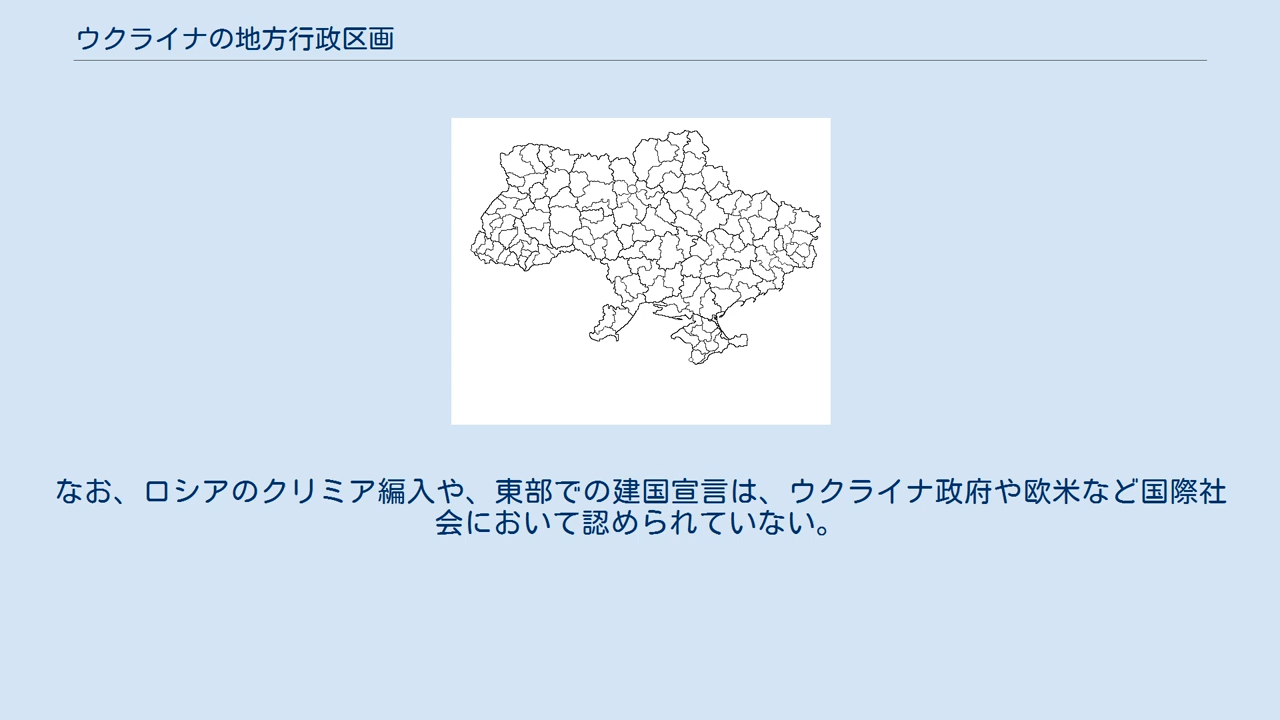 ウクライナの地方行政区画
なお、ロシアのクリミア編入や、東部での建国宣言は、ウクライナ政府や欧米など国際社
会において認められていない。